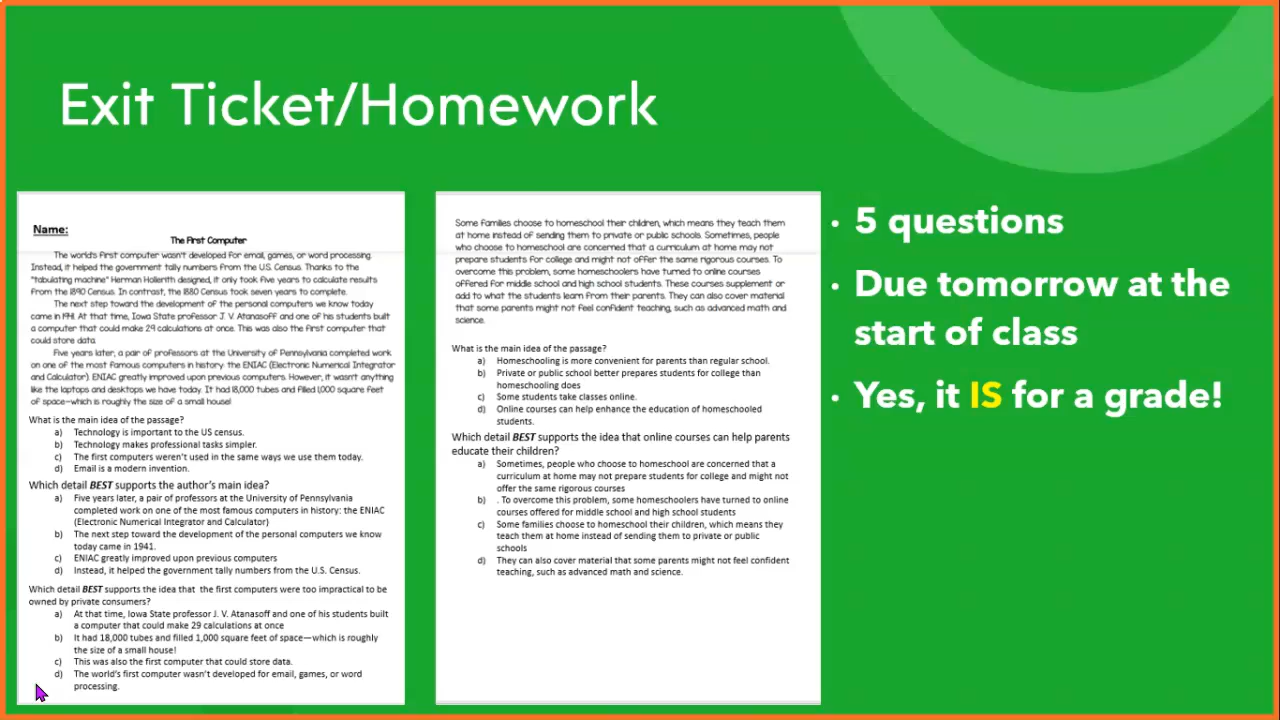 Exit Ticket/Homework
Name:
The First Computer
The world's first computer wasn't developed for email, games, or word processing.
Instead, it helped the government tally numbers from the U.S. Census. Thanks to the
"tabulating machine" Herman Hollerith designed, it only took five years to calculate results
from the 1890 Census. In contrast, the 1880 Census took seven years to complete.
The next step toward the development of the personal computers we know today
came in 1941. At that time, Iowa State professor J. V. Atanasoff and one of his students built
a computer that could make 29 calculations at once. This was also the first computer that
could store data.
Five years later, a pair of professors at the University of Pennsylvania completed work
on one of the most famous computers in history: the ENIAC (Electronic Numerical Integrator
and Calculator). ENIAC greatly improved upon previous computers. However, it wasn't anything
like the laptops and desktops we have today. It had 18,000 tubes and filled 1,000 square feet
of space—which is roughly the size of a small house!
What is the main idea of the passage?
a) Technology is important to the US census.
b) Technology makes professional tasks simpler.
c) The first computers weren't used in the same ways we use them today.
d) Email is a modern invention.
Which detail BEST supports the author's main idea?
a) Five years later, a pair of professors at the University of Pennsylvania
completed work on one of the most famous computers in history: the ENIAC
(Electronic Numerical Integrator and Calculator)
b) The next step toward the development of the personal computers we know
today came in 1941.
c) ENIAC greatly improved upon previous computers
d) Instead, it helped the government tally numbers from the U.S. Census.
Which detail BEST supports the idea that the first computers were too impractical to be
owned by private consumers?
a) At that time, Iowa State professor J. V. Atanasoff and one of his students built
a computer that could make 29 calculations at once
b) It had 18,000 tubes and filled 1,000 square feet of space—which is roughly
the size of a small house!
c) This was also the first computer that could store data.
d) The world's first computer wasn't developed for email, games, or word
processing.
Some families choose to homeschool their children, which means they teach them
at home instead of sending them to private or public schools. Sometimes, people
who choose to homeschool are concerned that a curriculum at home may not
prepare students for college and might not offer the same rigorous courses. To
overcome this problem, some homeschoolers have turned to online courses
offered for middle school and high school students. These courses supplement or
add to what the students learn from their parents. They can also cover material
that some parents might not feel confident teaching, such as advanced math and
science.
What is the main idea of the passage?
a) Homeschooling is more convenient for parents than regular school.
b) Private or public school better prepares students for college than
homeschooling does
c) Some students take classes online.
d) Online courses can help enhance the education of homeschooled
students.
Which detail BEST supports the idea that online courses can help parents
educate their children?
a) Sometimes, people who choose to homeschool are concerned that a
curriculum at home may not prepare students for college and might not
offer the same rigorous courses
b) . To overcome this problem, some homeschoolers have turned to online
courses offered for middle school and high school students
c) Some families choose to homeschool their children, which means they
teach them at home instead of sending them to private or public
schools
d) They can also cover material that some parents might not feel confident
teaching, such as advanced math and science.
• 5 questions
• Due tomorrow at the
start of class
• Yes, it IS for a grade!